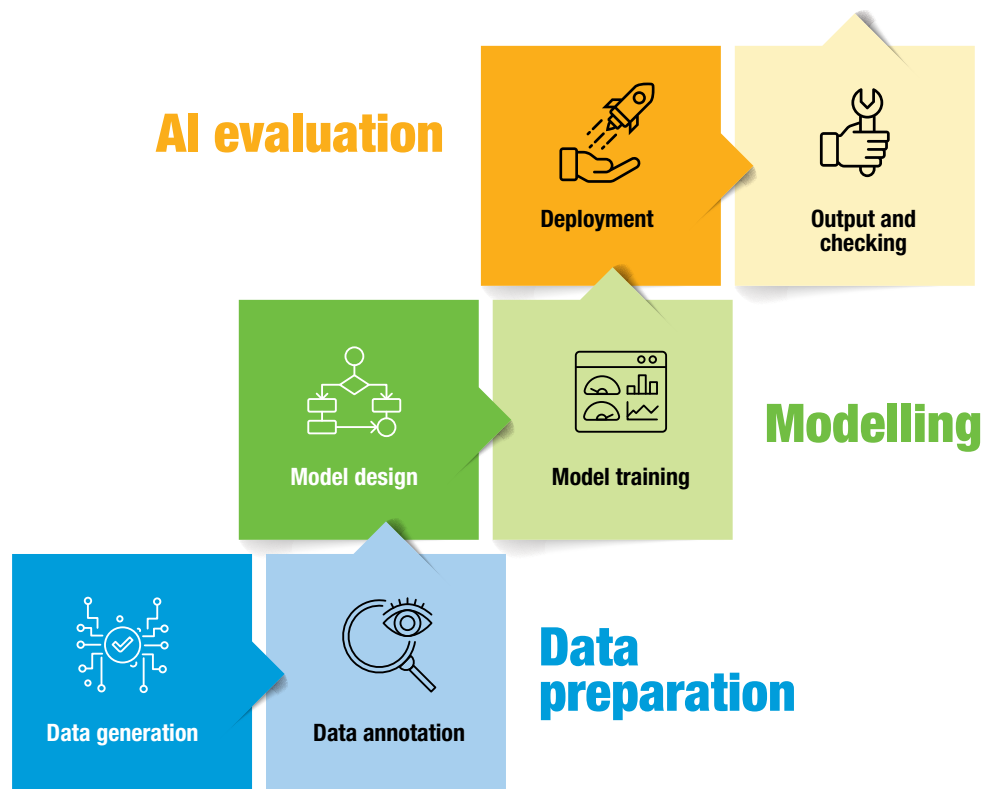 AI evaluation
Deployment
Output and
checking
Model design
Model training
Modelling
Data generation
Data annotation
Data
preparation